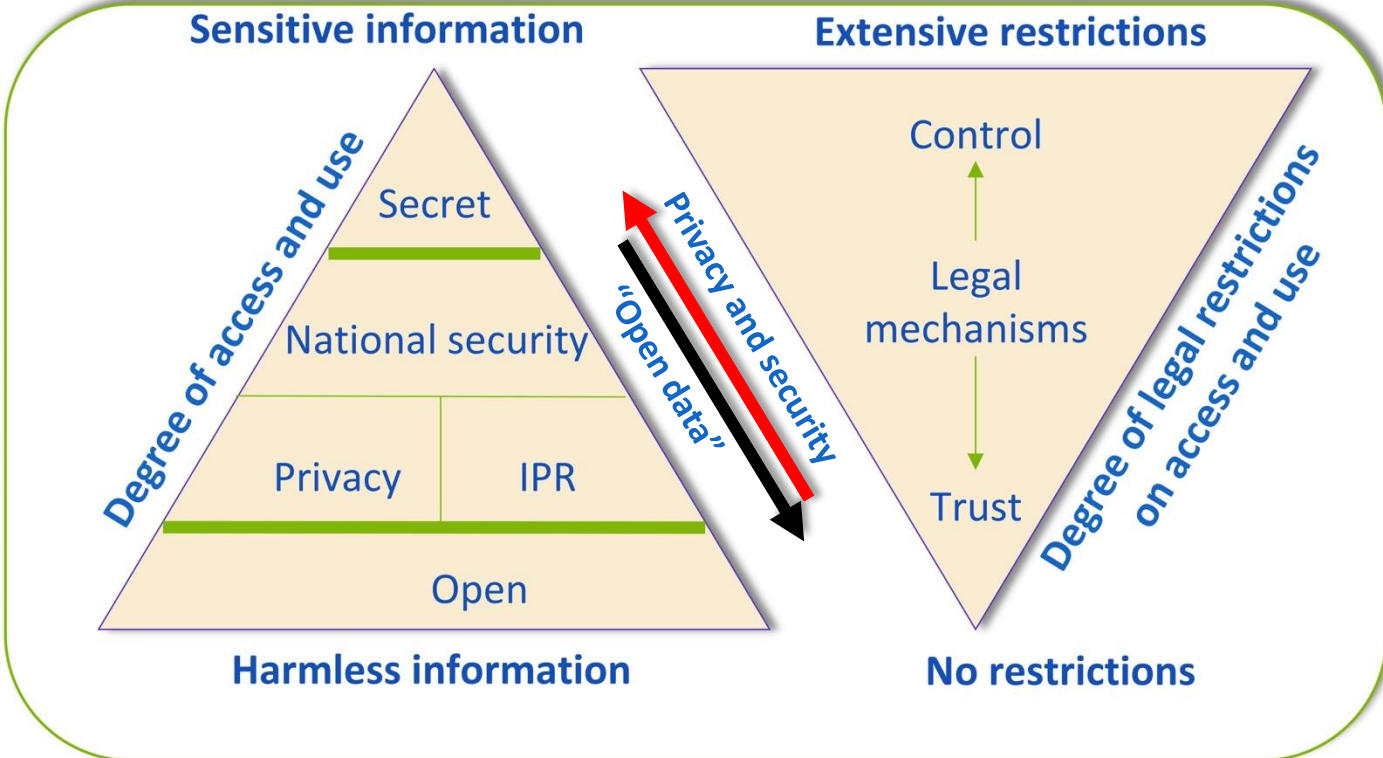 Sensitive information
Extensive restrictions
Degree of access and use
Secret
National security
Privacy
IPR
Open
Harmless information
Privacy and security
“Open data”
Control
Legal
mechanisms
Trust
Degree of legal restrictions
on access and use
No restrictions